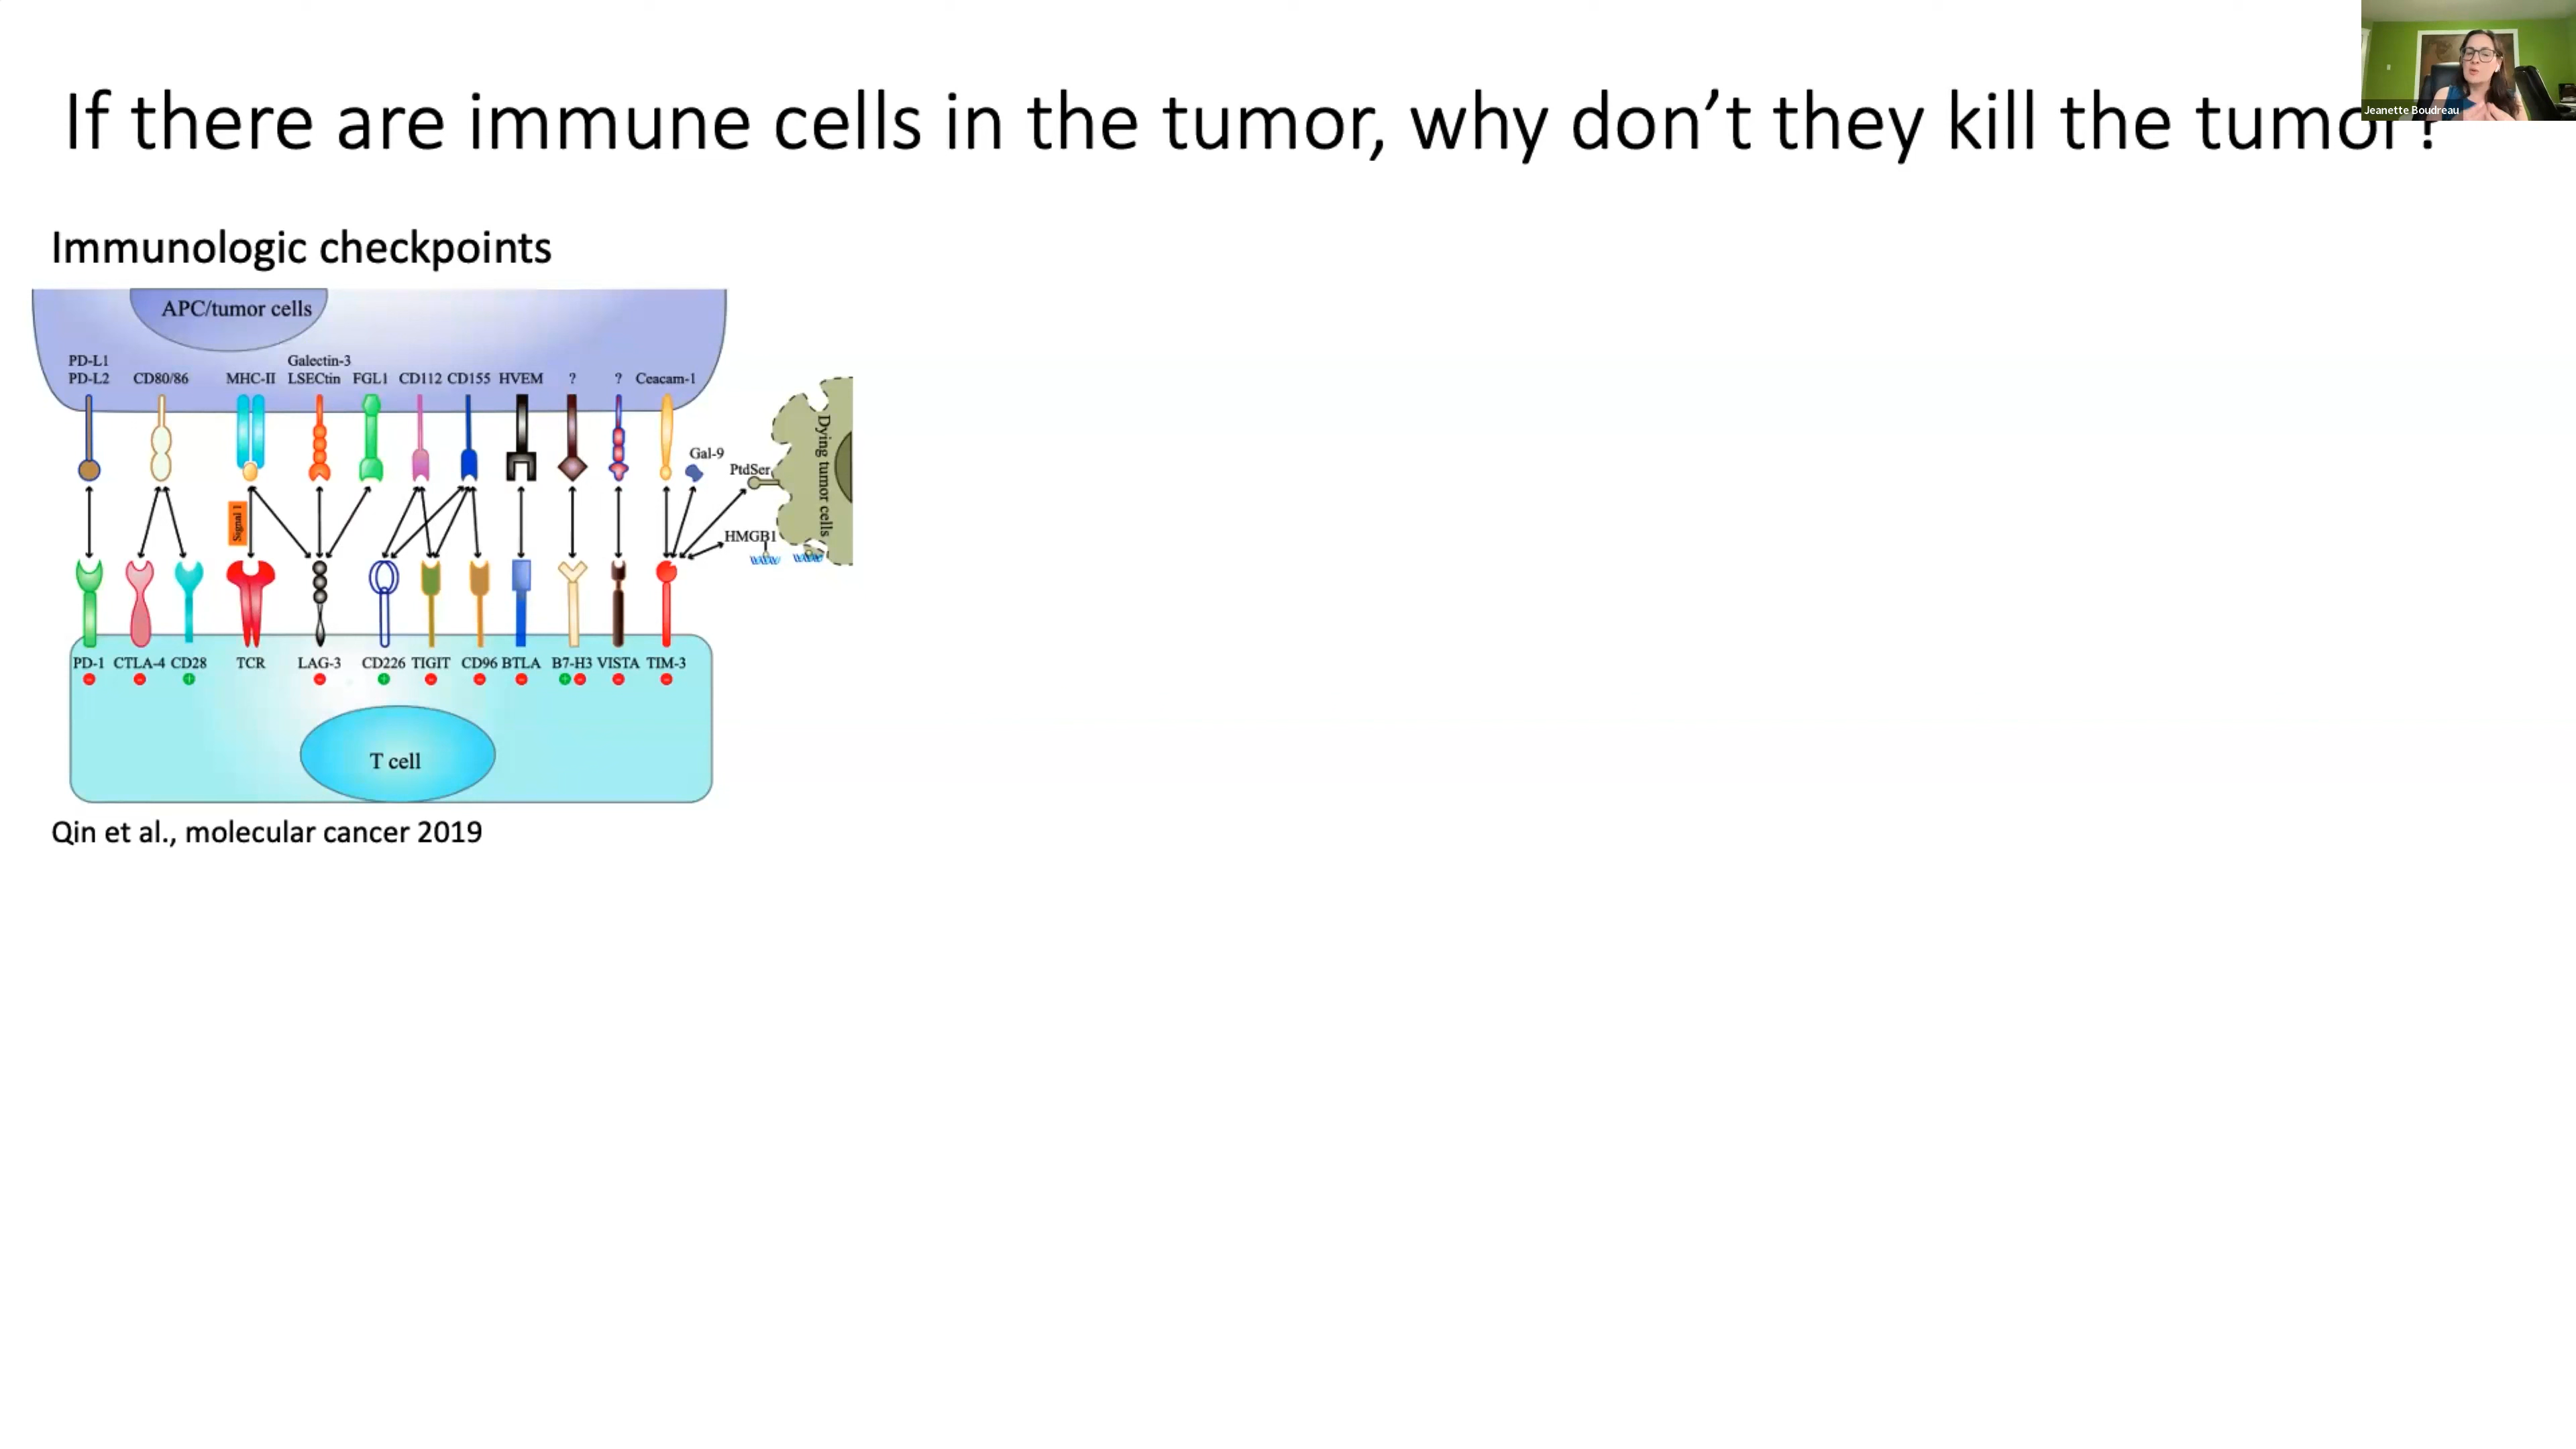 If there are immune cells in the tumor, why don’t they kill the tumor?
Jeanette Boudreau
Immunologic checkpoints
APC/tumor cells
PD-L1
PD-L2
CD80/86
MHC-II
Galectin-3
LSECtin
FGL1
CD112
CD155
HVEM
?
?
Ceacam-1
Gal-9
PtdSer
HMGB1
Dying tumor cells
Signal 1
PD-1
CTLA-4
CD28
TCR
LAG-3
CD226
TIGIT
CD96
BTLA
B7-H3
VISTA
TIM-3
T cell
Qin et al., molecular cancer 2019